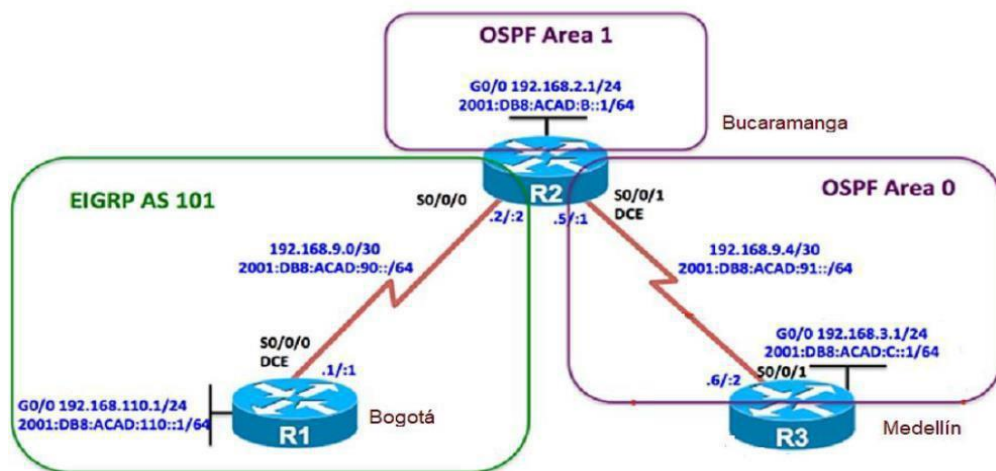 OSPF Area 1
G0/0 192.168.2.1/24
2001:DB8:ACAD:B::1/64
Bucaramanga
R2
EIGRP AS 101
S0/0/0
.2/:2
.5/:1
S0/0/1
DCE
OSPF Area 0
192.168.9.0/30
2001:DB8:ACAD:90::/64
192.168.9.4/30
2001:DB8:ACAD:91::/64
S0/0/0
DCE
.1/:1
G0/0 192.168.3.1/24
2001:DB8:ACAD:C::1/64
.6/:2
S0/0/1
G0/0 192.168.110.1/24
2001:DB8:ACAD:110::1/64
R1
Bogotá
R3
Medellín